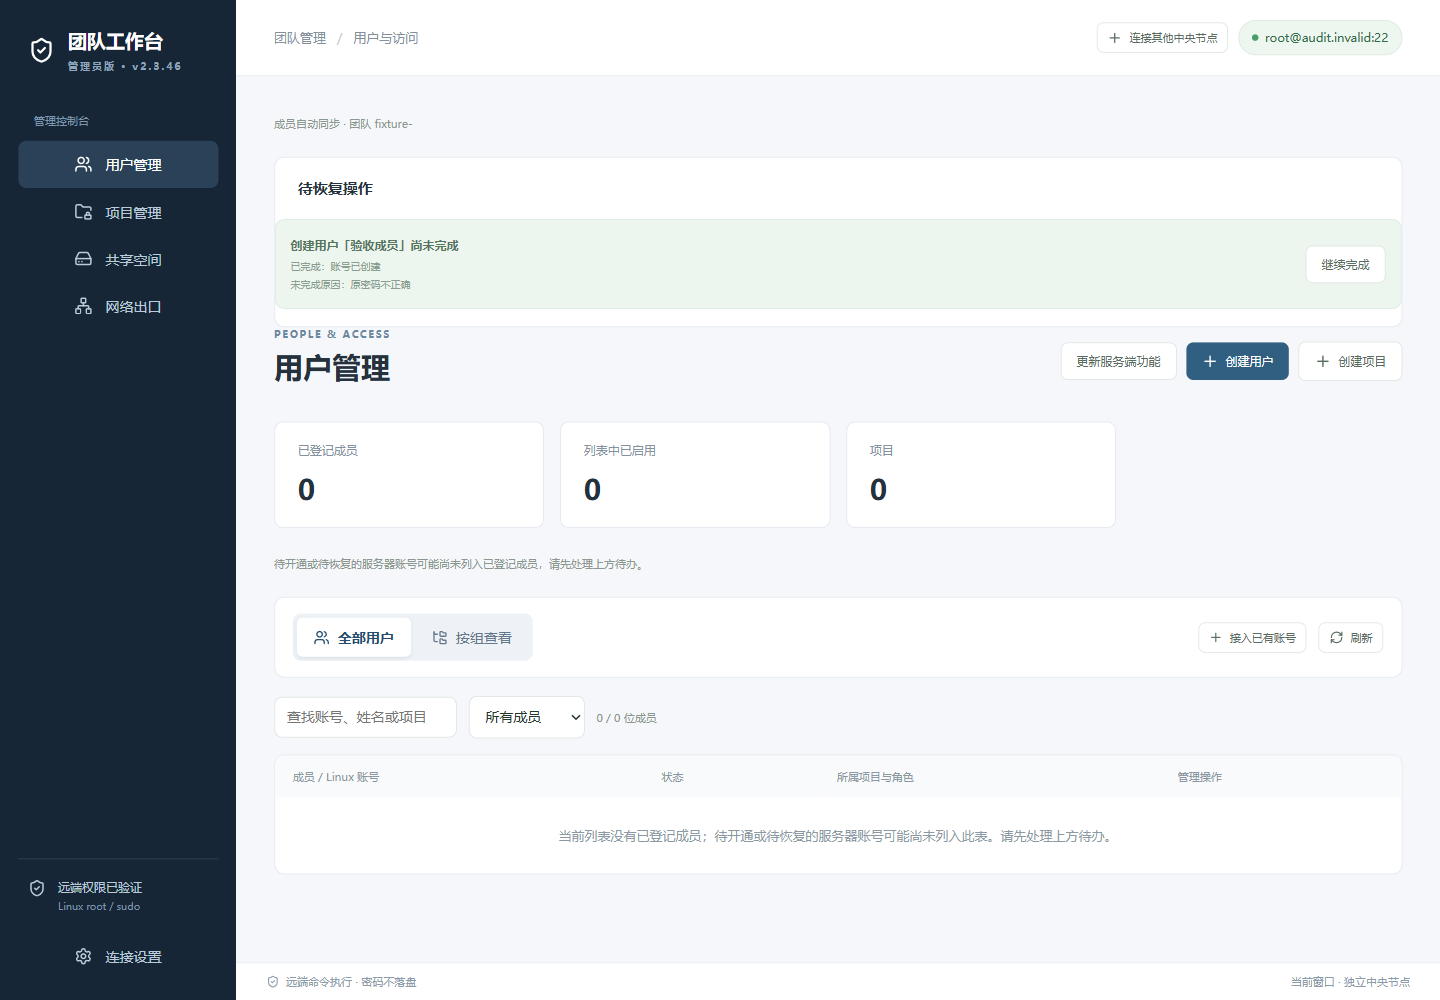 团队工作台
管理员版 • v2.3.46
管理控制台
用户管理
项目管理
共享空间
网络出口
远端权限已验证
Linux root / sudo
连接设置
团队管理 / 用户与访问
连接其他中央节点
root@audit.invalid:22
成员自动同步 · 团队 fixture-
待恢复操作
创建用户「验收成员」尚未完成
已完成：账号已创建
未完成原因：原密码不正确
继续完成
PEOPLE & ACCESS
用户管理
更新服务端功能
创建用户
创建项目
已登记成员
0
列表中已启用
0
项目
0
待开通或待恢复的服务器账号可能尚未列入已登记成员，请先处理上方待办。
全部用户
按组查看
接入已有账号
刷新
查找账号、姓名或项目
所有成员
0 / 0 位成员
成员 / Linux 账号
状态
所属项目与角色
管理操作
当前列表没有已登记成员；待开通或待恢复的服务器账号可能尚未列入此表。请先处理上方待办。
远端命令执行 · 密码不落盘
当前窗口 · 独立中央节点